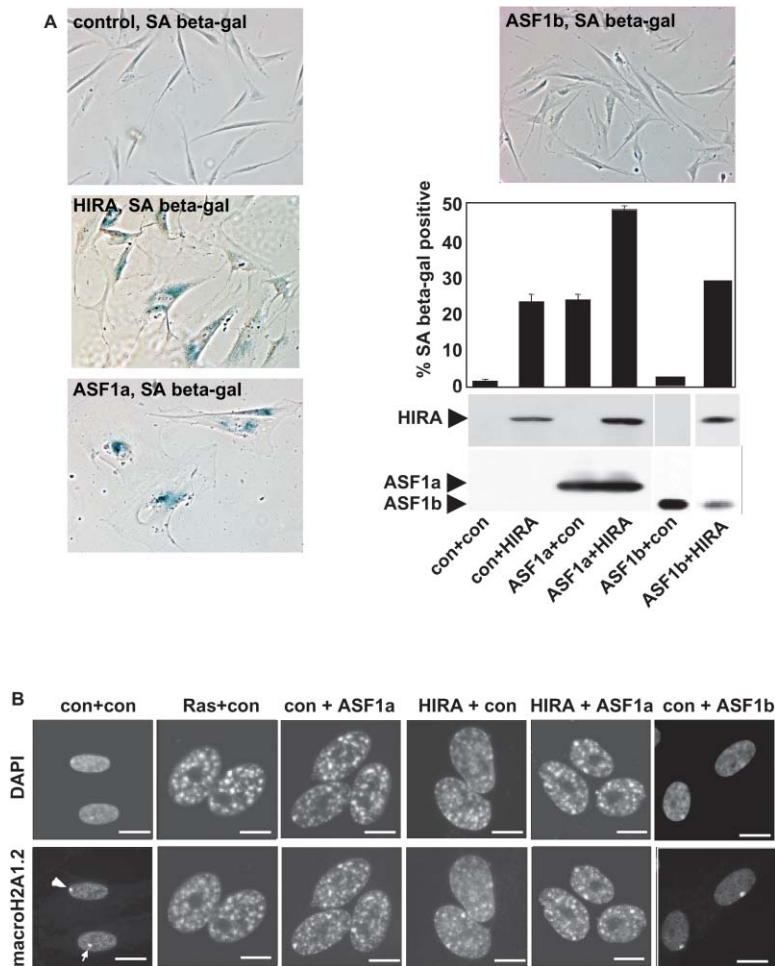 A
control, SA beta-gal
ASF1b, SA beta-gal
HIRA, SA beta-gal
ASF1a, SA beta-gal
% SA beta-gal positive
50
40
30
20
10
0
HIRA
ASF1a
ASF1b
con+con
con+HIRA
ASF1a+con
ASF1a+HIRA
ASF1b+con
ASF1b+HIRA
B
con+con Ras+con con + ASF1a HIRA + con HIRA + ASF1a con + ASF1b
DAPI
macroH2A1.2